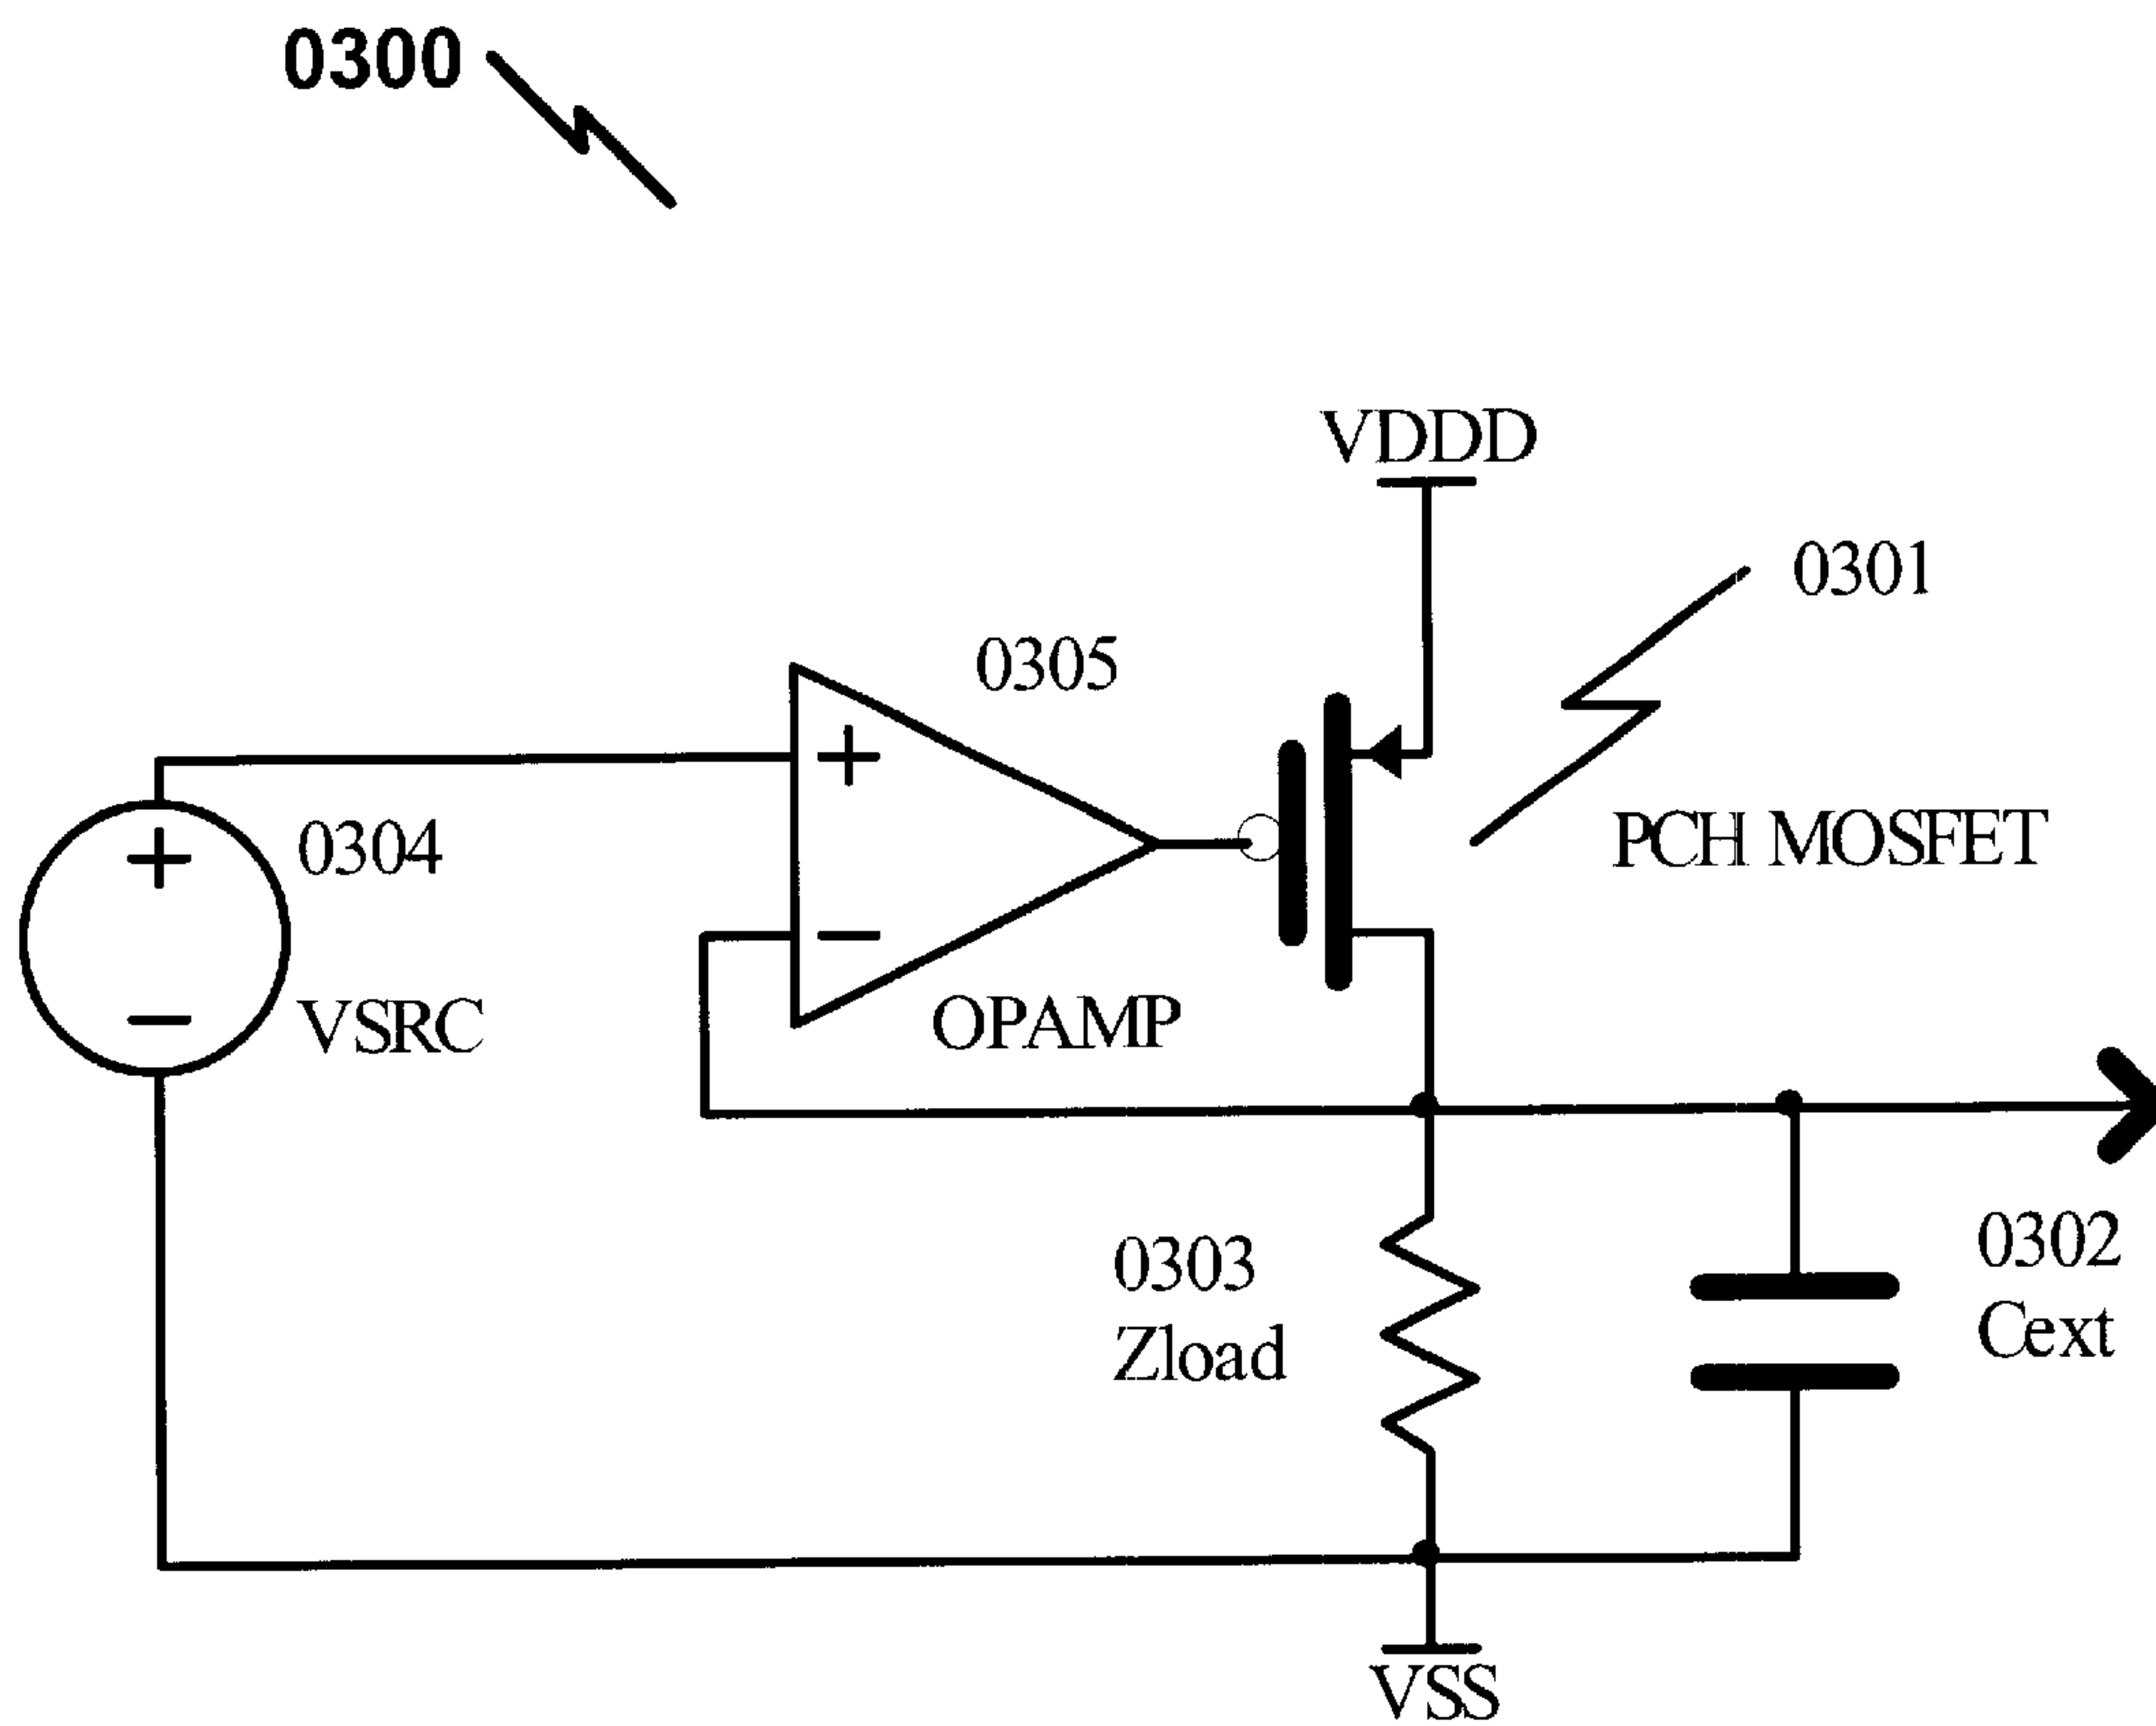 0300
VDDD
0301
0305
PCH MOSFET
+
+
0304
−
OPAMP
−
VSRC
0303
Zload
0302
Cext
VSS